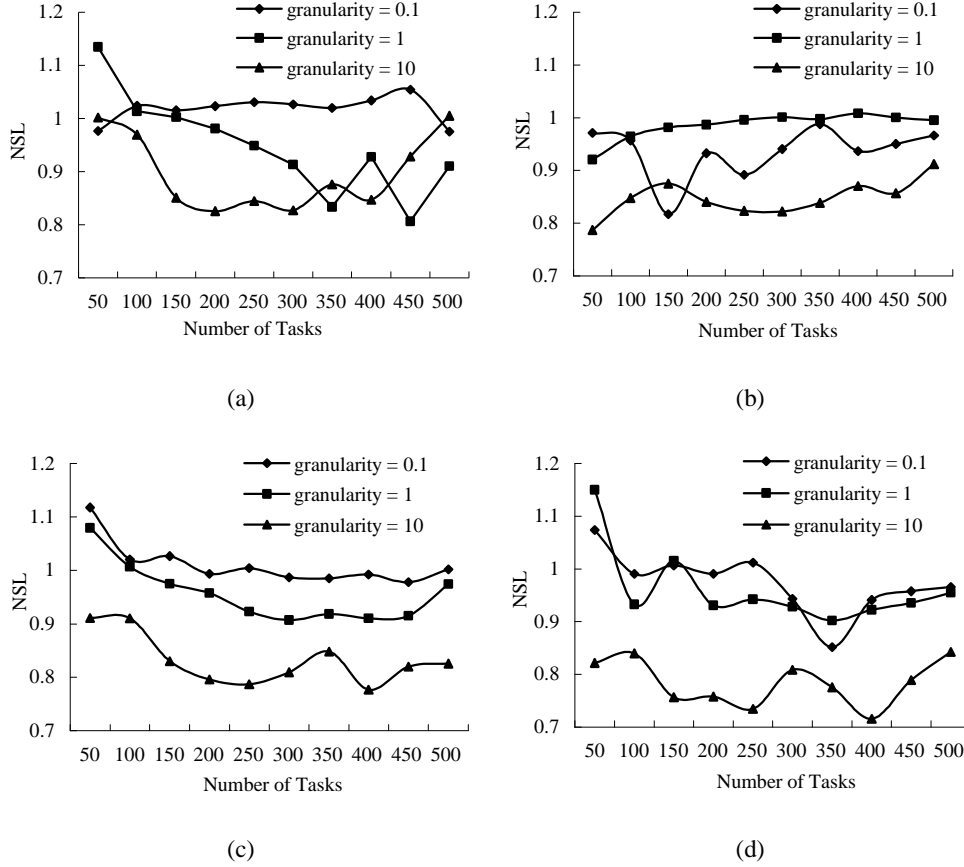 1.2
1.1
1
0.9
0.8
0.7
NSL
granularity = 0.1
granularity = 1
granularity = 10
50 100 150 200 250 300 350 400 450 500
Number of Tasks
(a)
1.2
1.1
1
0.9
0.8
0.7
NSL
granularity = 0.1
granularity = 1
granularity = 10
50 100 150 200 250 300 350 400 450 500
Number of Tasks
(b)
1.2
1.1
1
0.9
0.8
0.7
NSL
granularity = 0.1
granularity = 1
granularity = 10
50 100 150 200 250 300 350 400 450 500
Number of Tasks
(c)
1.2
1.1
1
0.9
0.8
0.7
NSL
granularity = 0.1
granularity = 1
granularity = 10
50 100 150 200 250 300 350 400 450 500
Number of Tasks
(d)